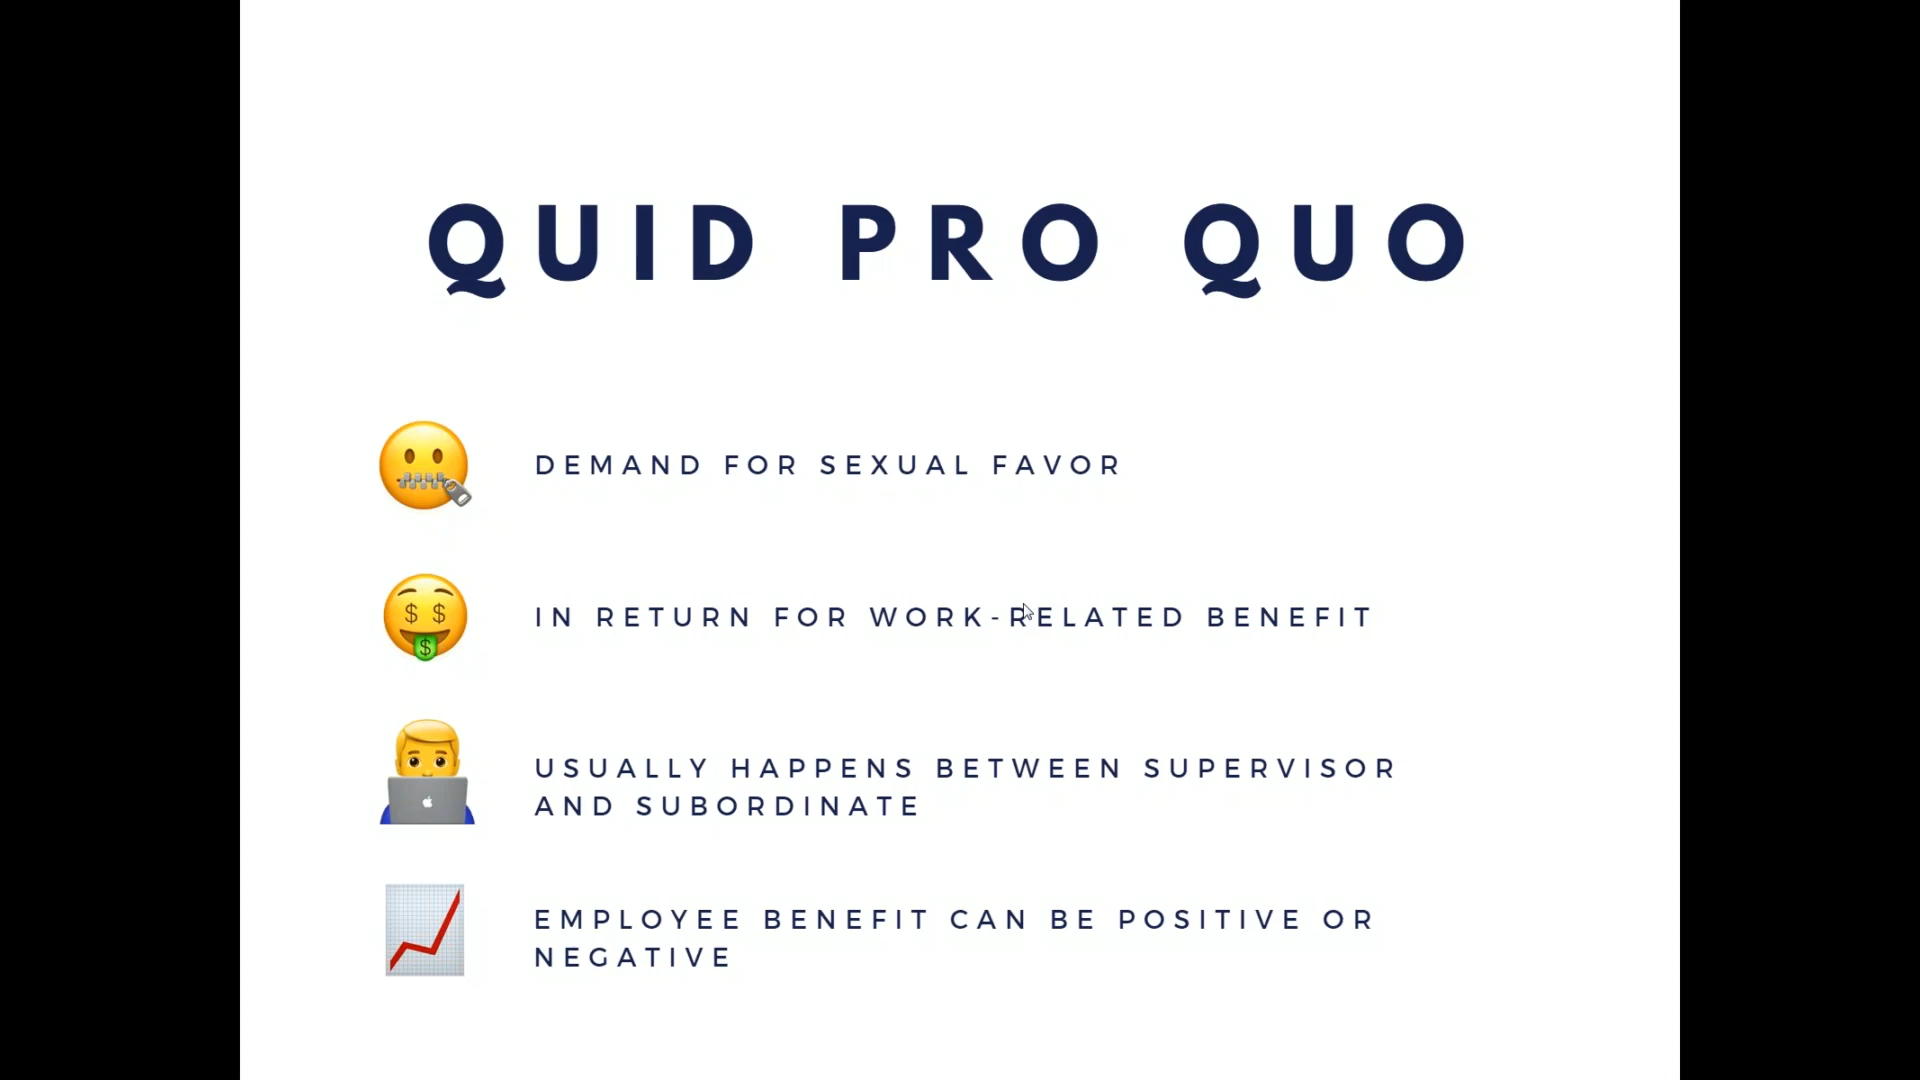 QUID PRO QUO
DEMAND FOR SEXUAL FAVOR
IN RETURN FOR WORK-RELATED BENEFIT
USUALLY HAPPENS BETWEEN SUPERVISOR
AND SUBORDINATE
EMPLOYEE BENEFIT CAN BE POSITIVE OR
NEGATIVE